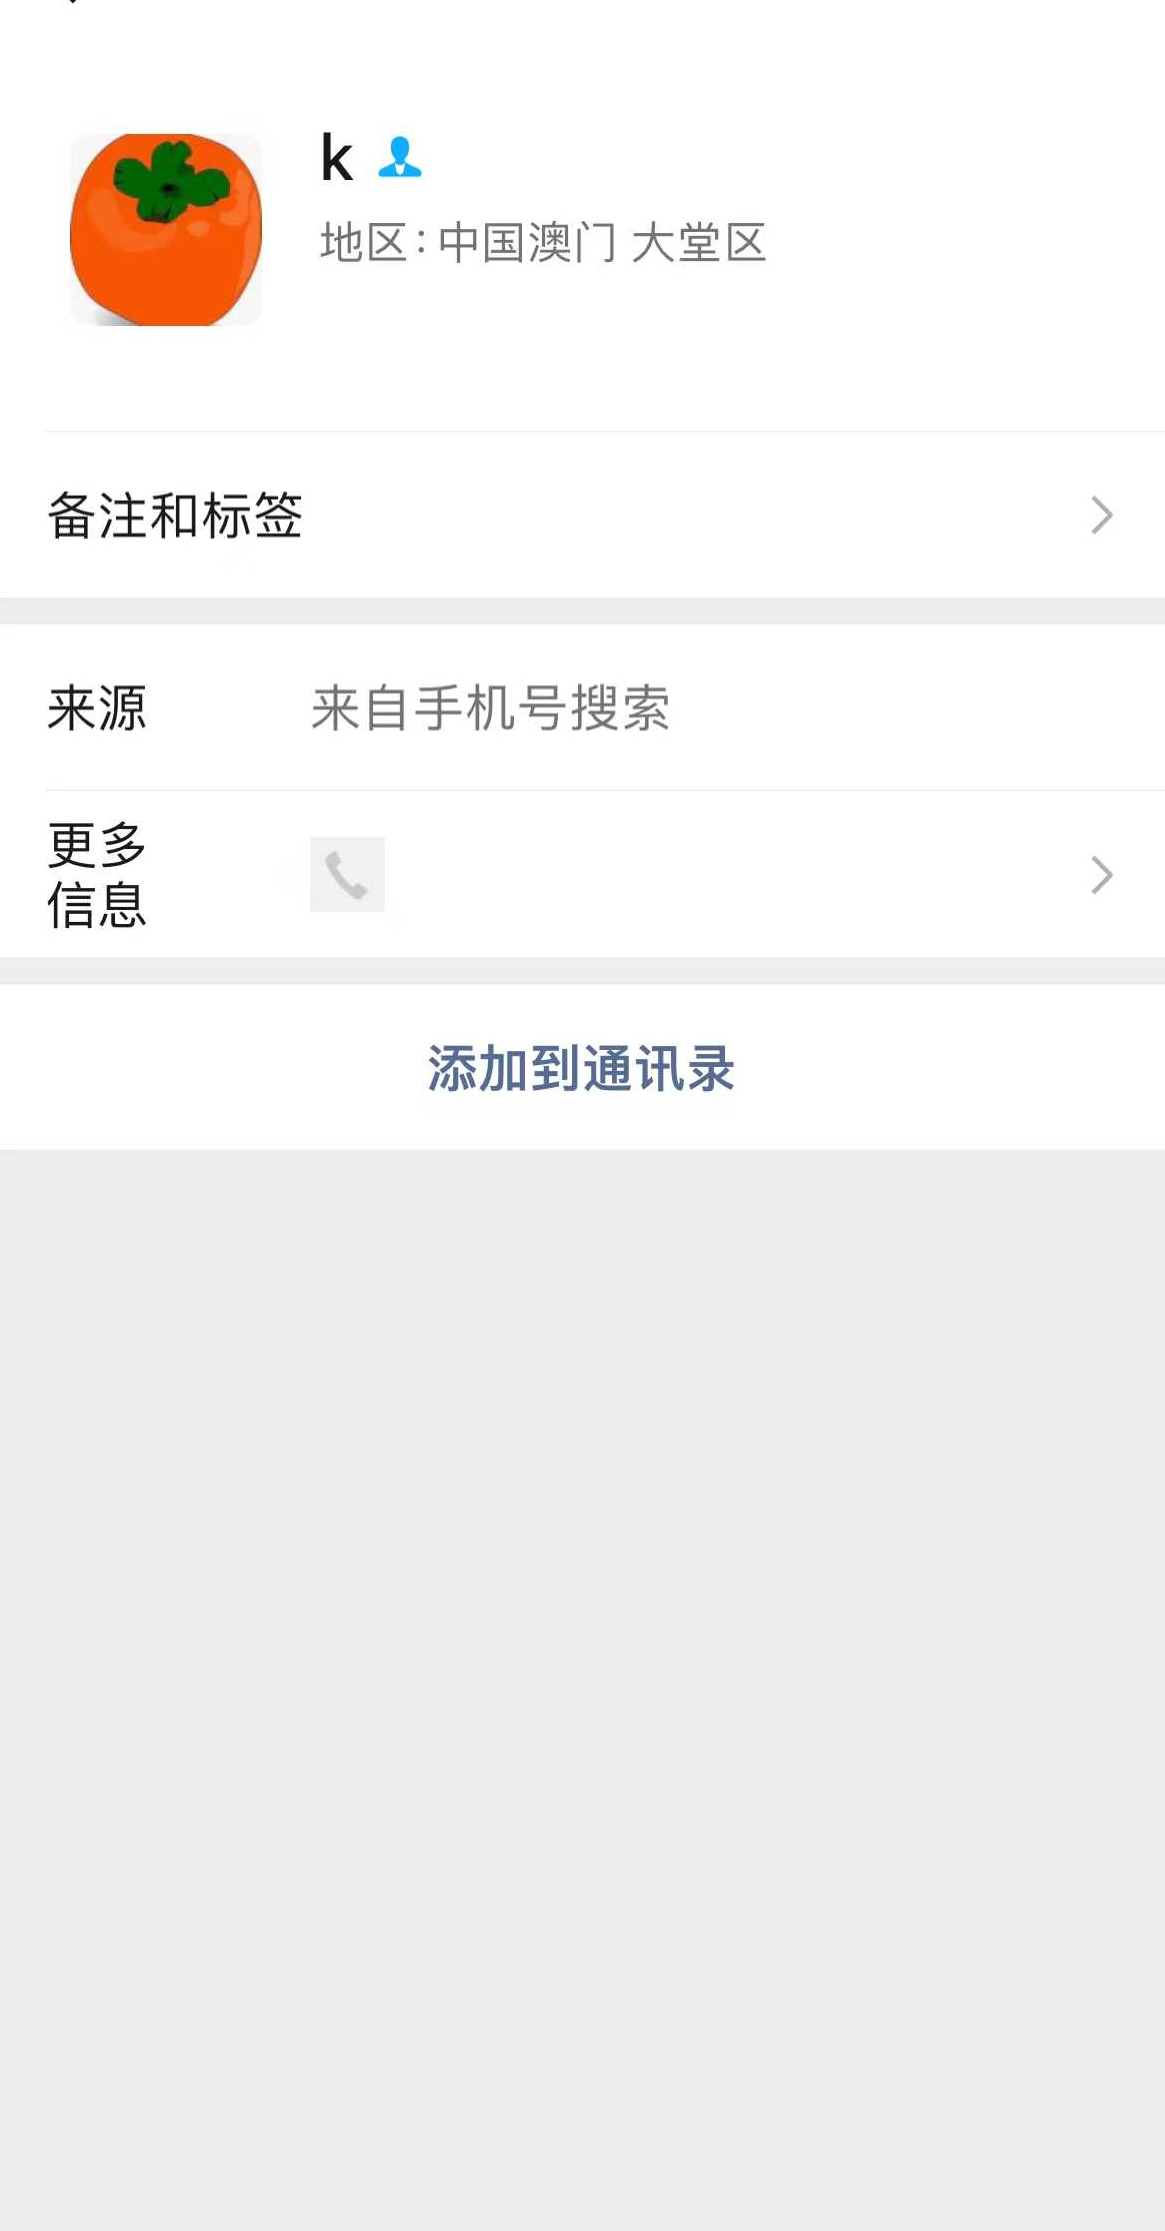 k
地区：中国澳门 大堂区
备注和标签
来源
来自手机号搜索
更多
信息
添加到通讯录